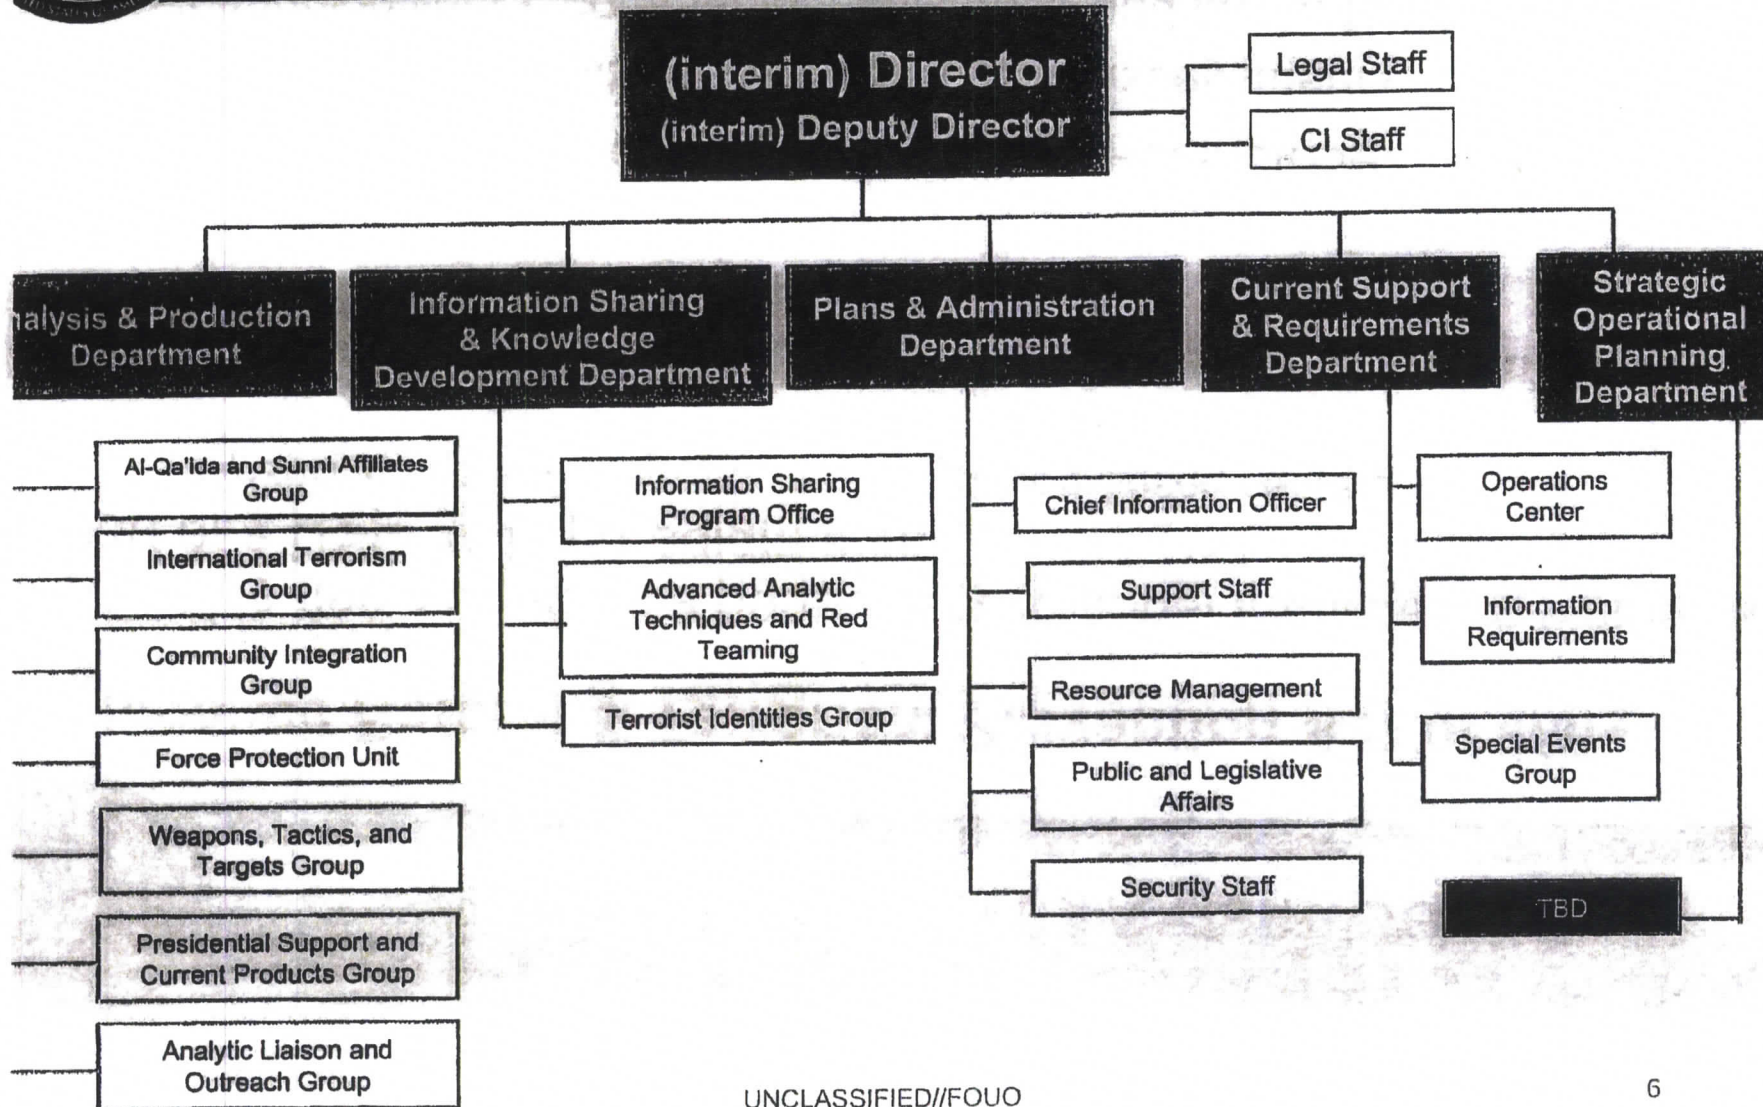 (interim) Director
(interim) Deputy Director
Legal Staff
CI Staff
nalysis & Production
Department
Information Sharing
& Knowledge
Development Department
Plans & Administration
Department
Current Support
& Requirements
Department
Strategic
Operational
Planning
Department
Al-Qa'ida and Sunni Affiliates
Group
International Terrorism
Group
Community Integration
Group
Force Protection Unit
Weapons, Tactics, and
Targets Group
Presidential Support and
Current Products Group
Analytic Liaison and
Outreach Group
Information Sharing
Program Office
Advanced Analytic
Techniques and Red
Teaming
Terrorist Identities Group
Chief Information Officer
Support Staff
Resource Management
Public and Legislative
Affairs
Security Staff
Operations
Center
Information
Requirements
Special Events
Group
TBD
UNCLASSIFIED//FOUO
6